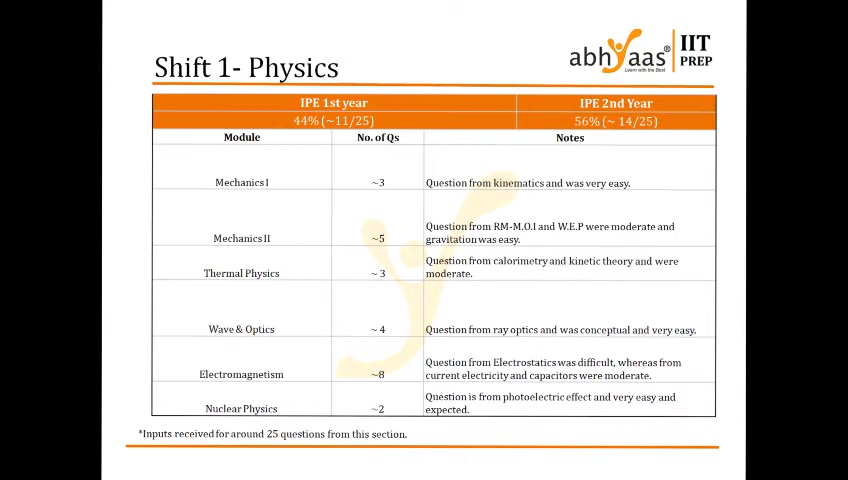 Shift 1- Physics
abhyaas®
Learn with the Best
IIT
PREP
IPE 1st year IPE 2nd Year
44% (~11/25) 56% (~ 14/25)
Module No. of Qs Notes
Mechanics I ~3 Question from kinematics and was very easy.
Question from RM-M.O.I and W.E.P were moderate and
Mechanics II ~5 gravitation was easy.
Question from calorimetry and kinetic theory and were
Thermal Physics ~ 3 moderate.
Wave & Optics ~ 4 Question from ray optics and was conceptual and very easy.
Question from Electrostatics was difficult, whereas from
Electromagnetism ~8 current electricity and capacitors were moderate.
Question is from photoelectric effect and very easy and
Nuclear Physics ~2 expected.
*Inputs received for around 25 questions from this section.